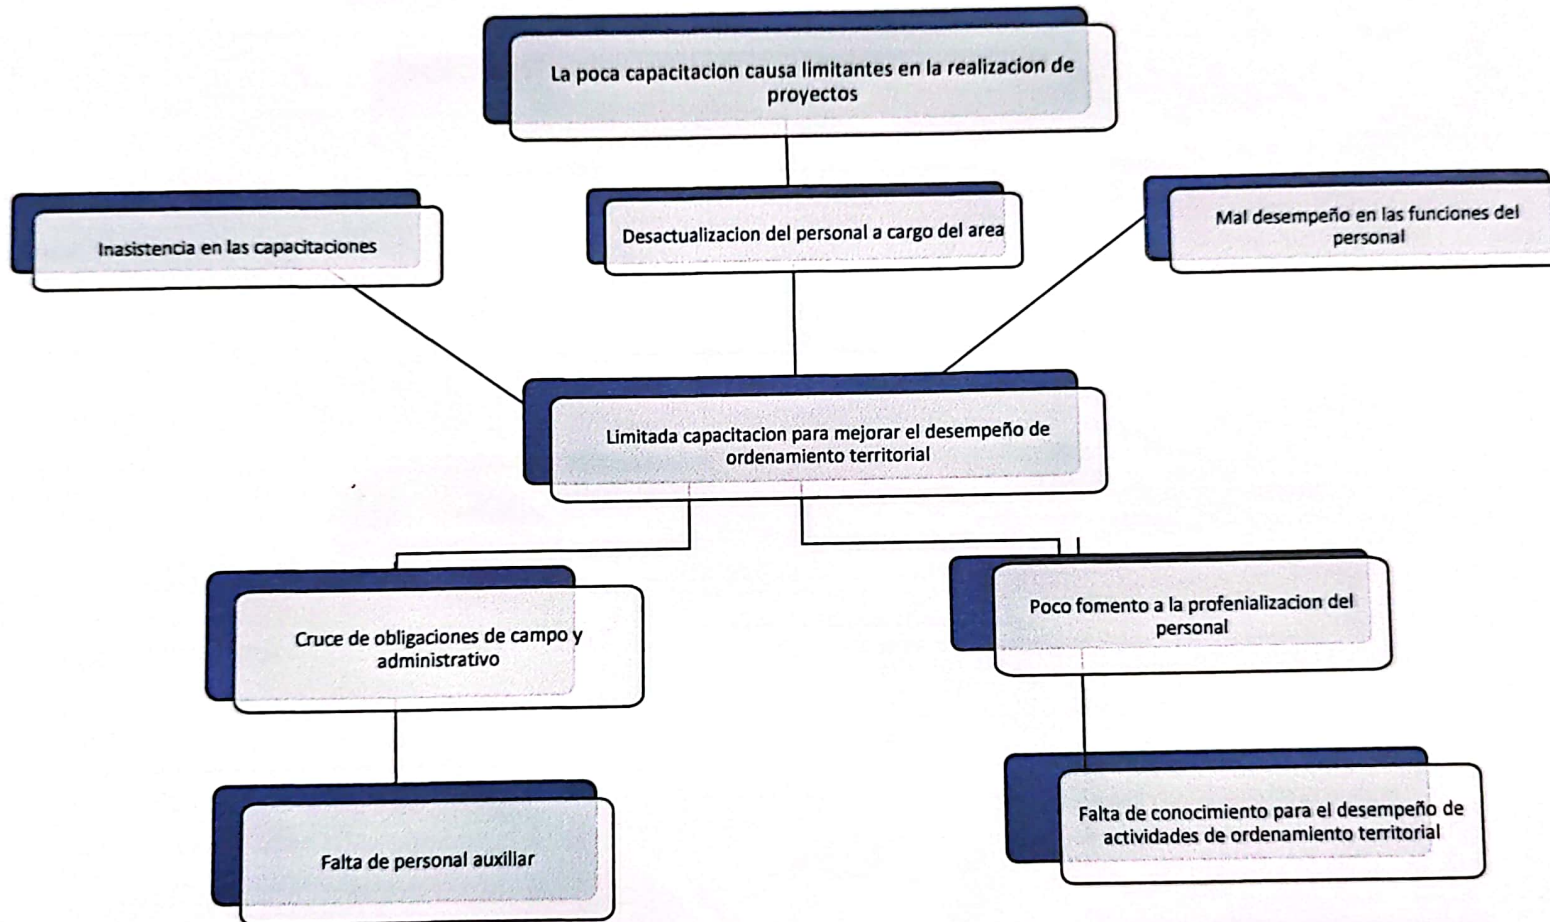 La poca capacitacion causa limitantes en la realizacion de
proyectos
Inasistencia en las capacitaciones
Desactualizacion del personal a cargo del area
Mal desempeño en las funciones del
personal
Limitada capacitacion para mejorar el desempeño de
ordenamiento territorial
Cruce de obligaciones de campo y
administrativo
Poco fomento a la profenializacion del
personal
Falta de personal auxiliar
Falta de conocimiento para el desempeño de
actividades de ordenamiento territorial